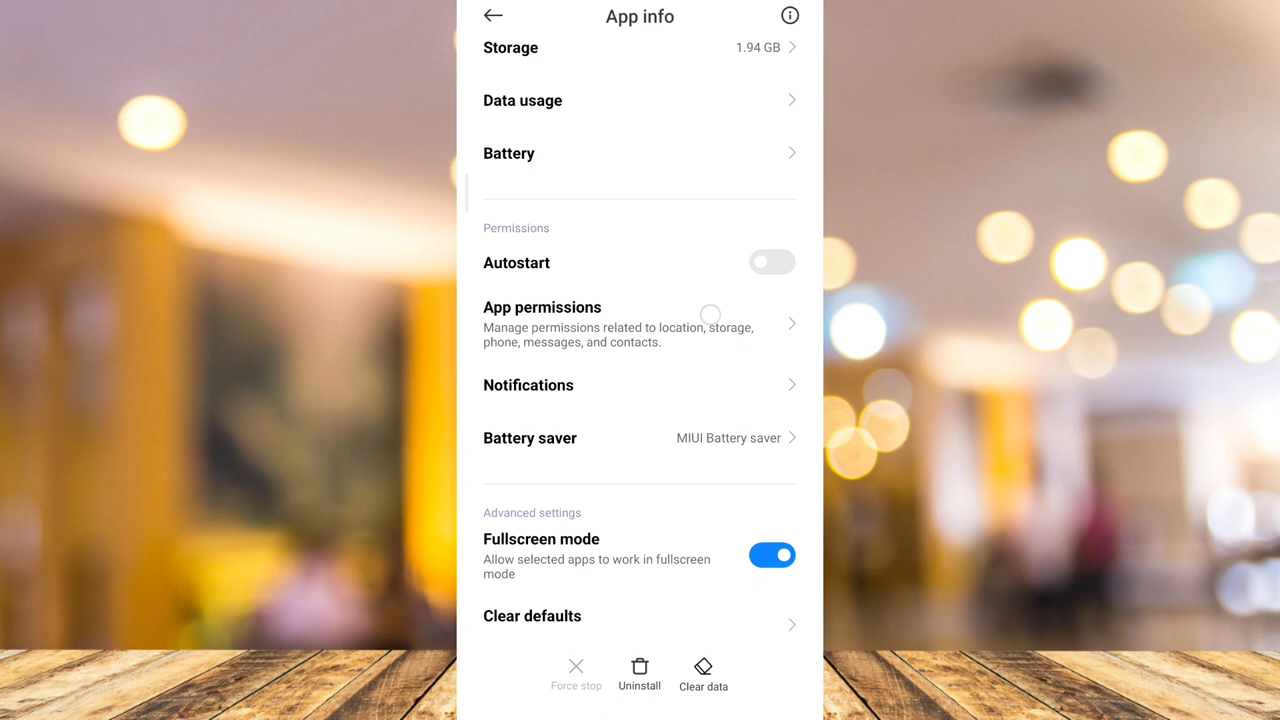 App info
Storage 1.94 GB
Data usage
Battery
Permissions
Autostart
App permissions
Manage permissions related to location, storage,
phone, messages, and contacts.
Notifications
Battery saver MIUI Battery saver
Advanced settings
Fullscreen mode
Allow selected apps to work in fullscreen
mode
Clear defaults
Force stop Uninstall Clear data